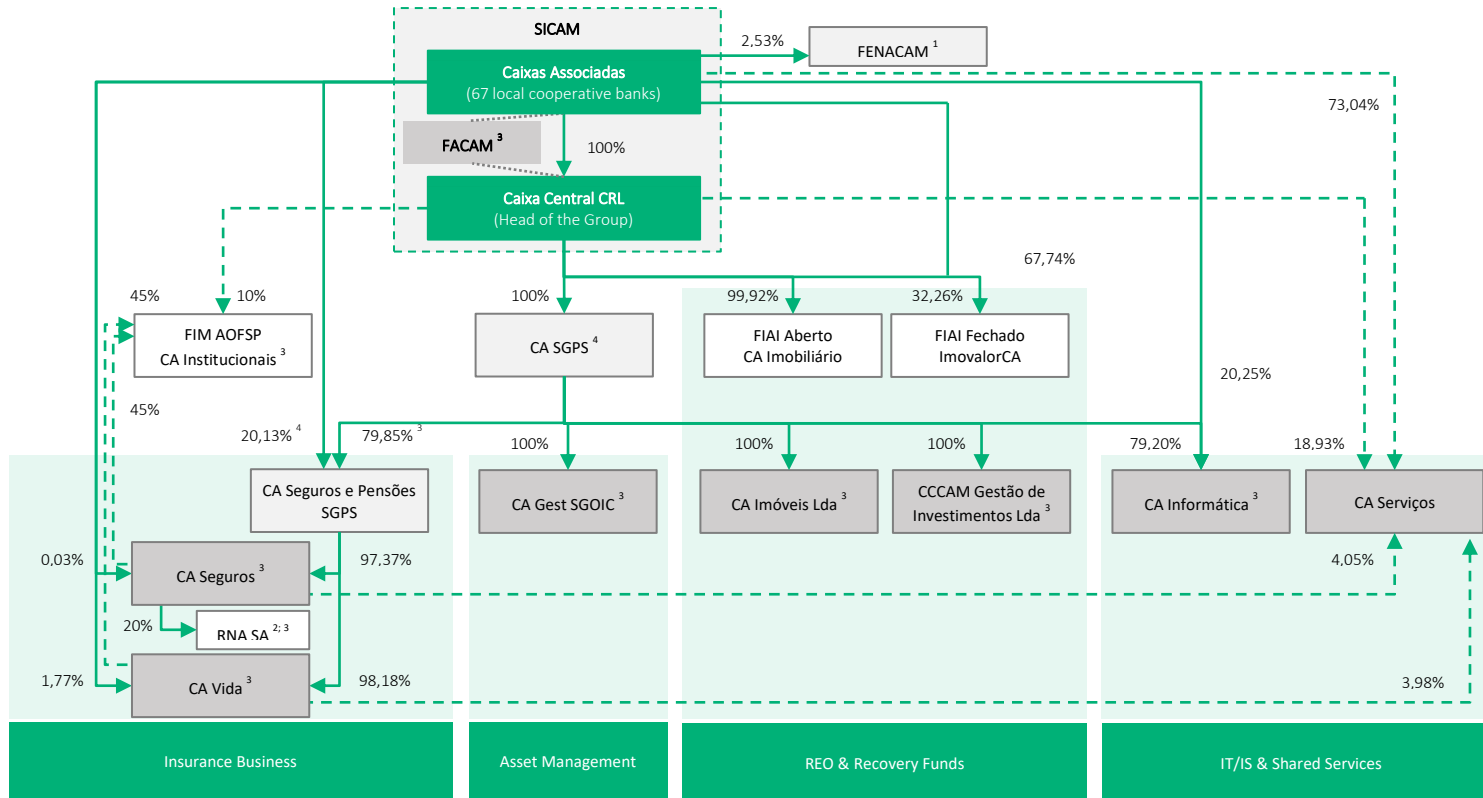 SICAM
2,53%
FENACAM 1
Caixas Associadas
(67 local cooperative banks)
73,04%
FACAM 3
100%
Caixa Central CRL
(Head of the Group)
67,74%
45%
10%
100%
99,92%
32,26%
FIM AOFSP
CA Institucionais 3
CA SGPS 4
FIAI Aberto
CA Imobiliário
FIAI Fechado
ImovalorCA
20,25%
45%
20,13% 4
79,85% 3
100%
100%
100%
79,20%
18,93%
CA Seguros e Pensões
SGPS
CA Gest SGOIC 3
CA Imóveis Lda 3
CCCAM Gestão de
Investimentos Lda 3
CA Informática 3
CA Serviços
0,03%
97,37%
4,05%
CA Seguros 3
20%
RNA SA 2; 3
1,77%
CA Vida 3
98,18%
3,98%
Insurance Business
Asset Management
REO & Recovery Funds
IT/IS & Shared Services